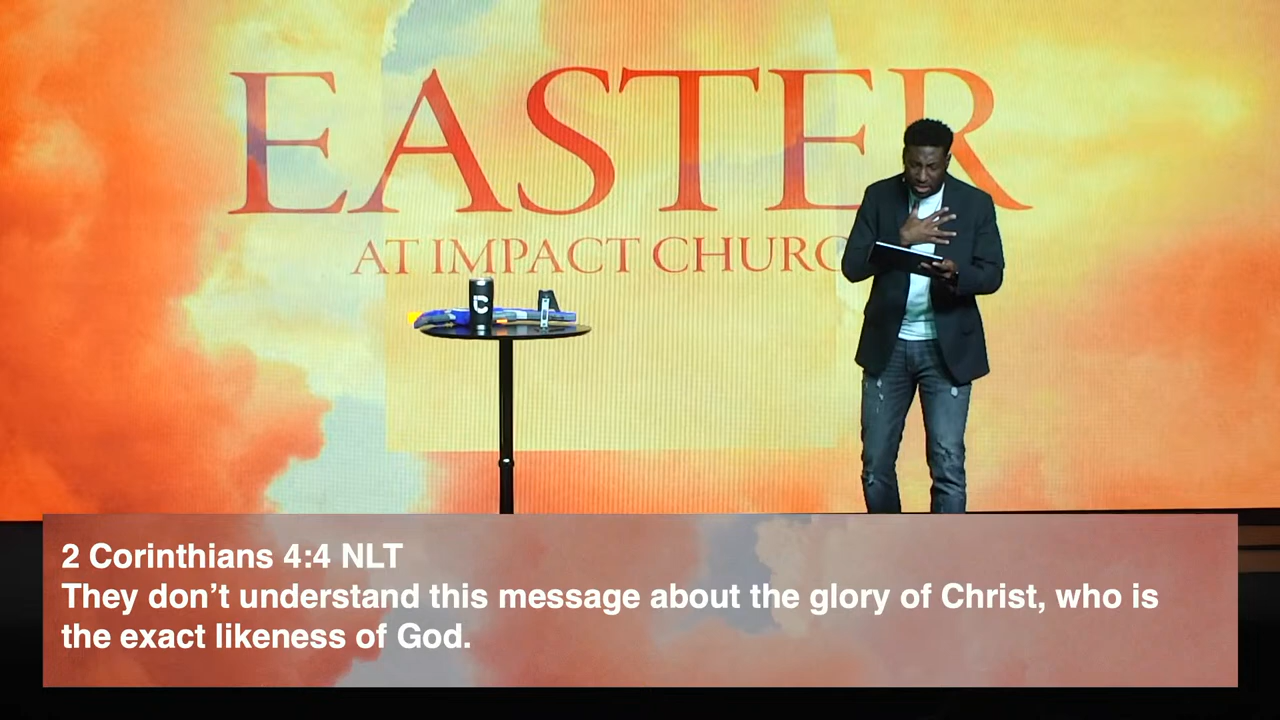 EASTER
AT IMPACT CHURC
2 Corinthians 4:4 NLT
They don’t understand this message about the glory of Christ, who is
the exact likeness of God.